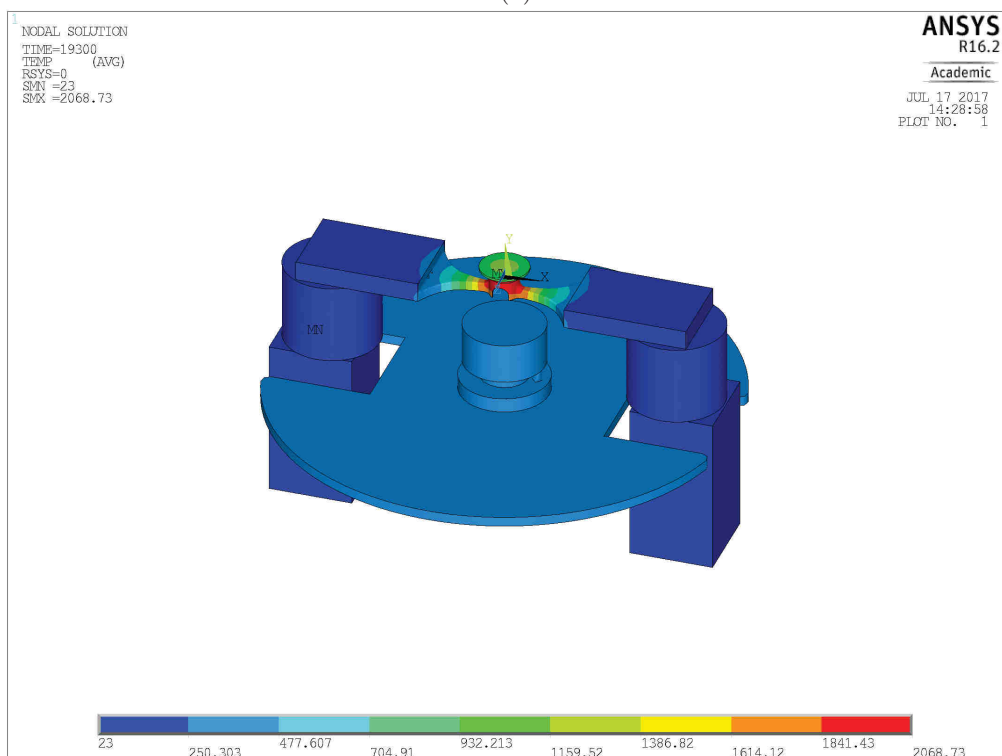 1
NODAL SOLUTION
TIME=19300
TEMP (AVG)
RSYS=0
SMN =23
SMX =2068.73
ANSYS
R16.2
Academic
JUL 17 2017
14:28:58
PLOT NO. 1
Y
X
MN
23
250.303
477.607
704.91
932.213
1159.52
1386.82
1614.12
1841.43
2068.73